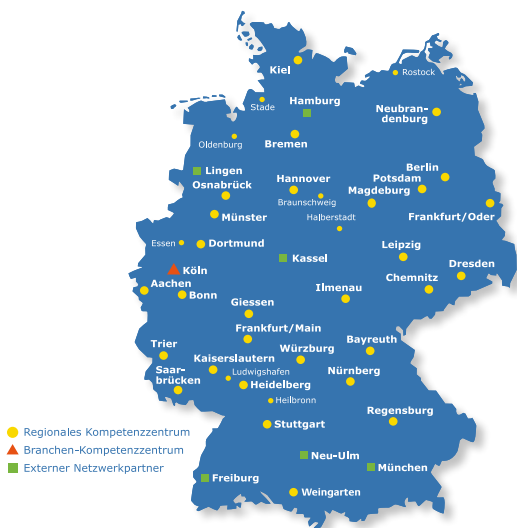 Kiel
Rostock
Stade
Hamburg
Neubran-
denburg
Oldenburg
Bremen
Lingen
Berlin
Osnabrück
Hannover
Potsdam
Magdeburg
Braunschweig
Münster
Halberstadt
Frankfurt/Oder
Essen
Dortmund
Leipzig
Kassel
Köln
Dresden
Aachen
Chemnitz
Bonn
Ilmenau
Giessen
Frankfurt/Main
Trier
Würzburg
Bayreuth
Kaiserslautern
Saar-
brücken
Ludwigshafen
Heidelberg
Nürnberg
Heilbronn
Regensburg
Stuttgart
Regionales Kompetenzzentrum
Branchen-Kompetenzzentrum
Externer Netzwerkpartner
Neu-Ulm
München
Freiburg
Weingarten